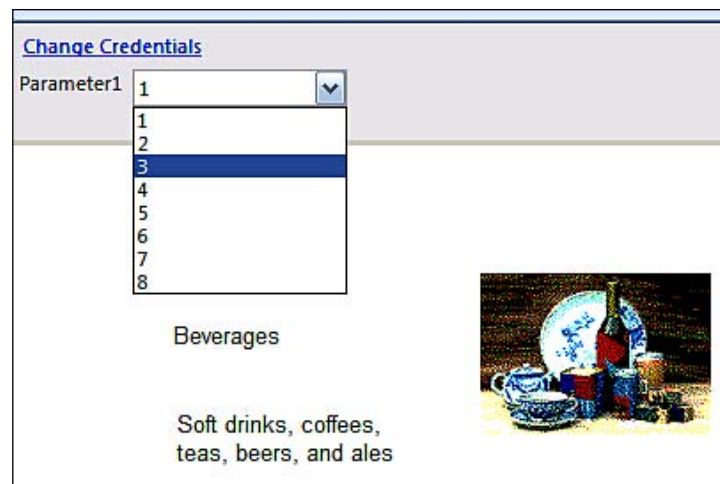 Change Credentials
Parameter1 1
1
2
3
4
5
6
7
8
Beverages
Soft drinks, coffees,
teas, beers, and ales